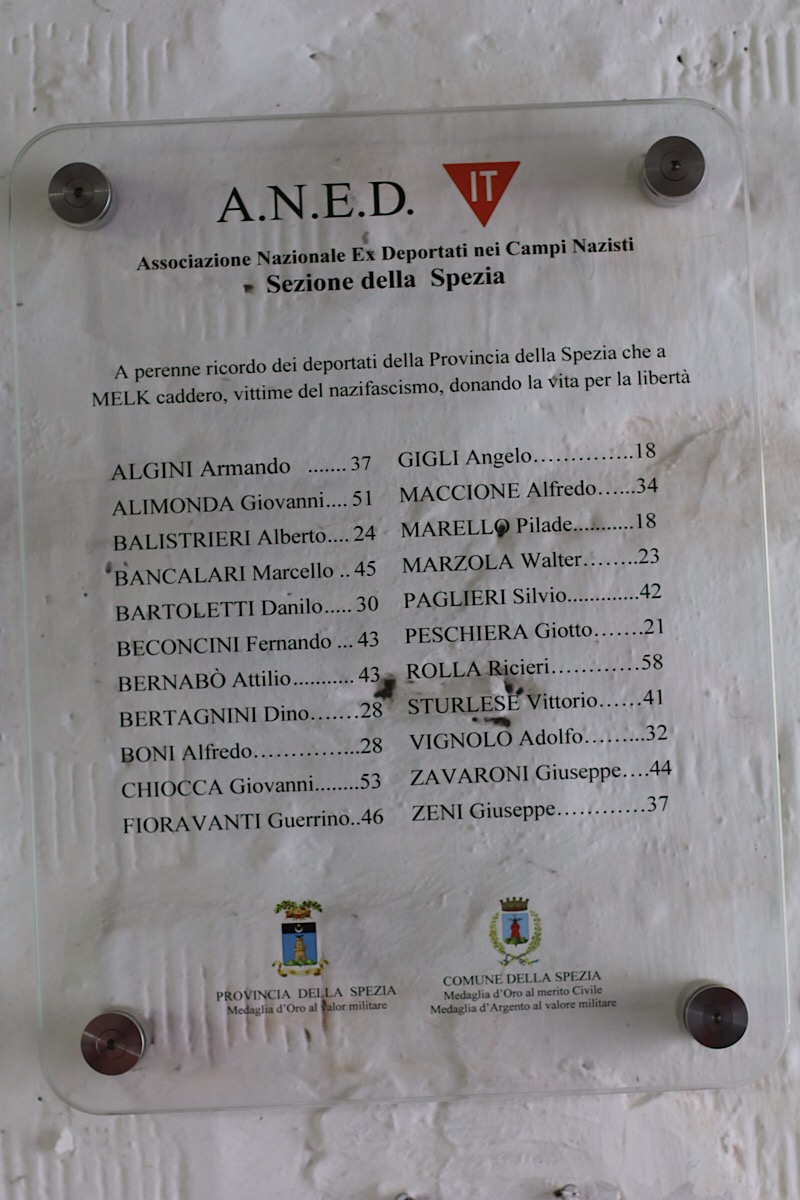 A.N.E.D.
IT
Associazione Nazionale Ex Deportati nei Campi Nazisti
Sezione della Spezia
A perenne ricordo dei deportati della Provincia della Spezia che a
MELK caddero, vittime del nazifascismo, donando la vita per la libertà
ALGINI Armando .......37
ALIMONDA Giovanni....51
BALISTRIERI Alberto....24
BANCALARI Marcello ..45
BARTOLETTI Danilo.....30
BECONCINI Fernando ...43
BERNABÒ Attilio...........43
BERTAGNINI Dino.......28
BONI Alfredo...............28
CHIOCCA Giovanni........53
FIORAVANTI Guerrino..46
GIGLI Angelo..............18
MACCIONE Alfredo......34
MARELLO Pilade...........18
MARZOLA Walter........23
PAGLIERI Silvio.............42
PESCHIERA Giotto.......21
ROLLA Ricieri............58
STURLESE Vittorio......41
VIGNOLO Adolfo.........32
ZAVARONI Giuseppe....44
ZENI Giuseppe............37
PROVINCIA DELLA SPEZIA
Medaglia d'Oro al valor militare
COMUNE DELLA SPEZIA
Medaglia d'Oro al merito Civile
Medaglia d'Argento al valore militare